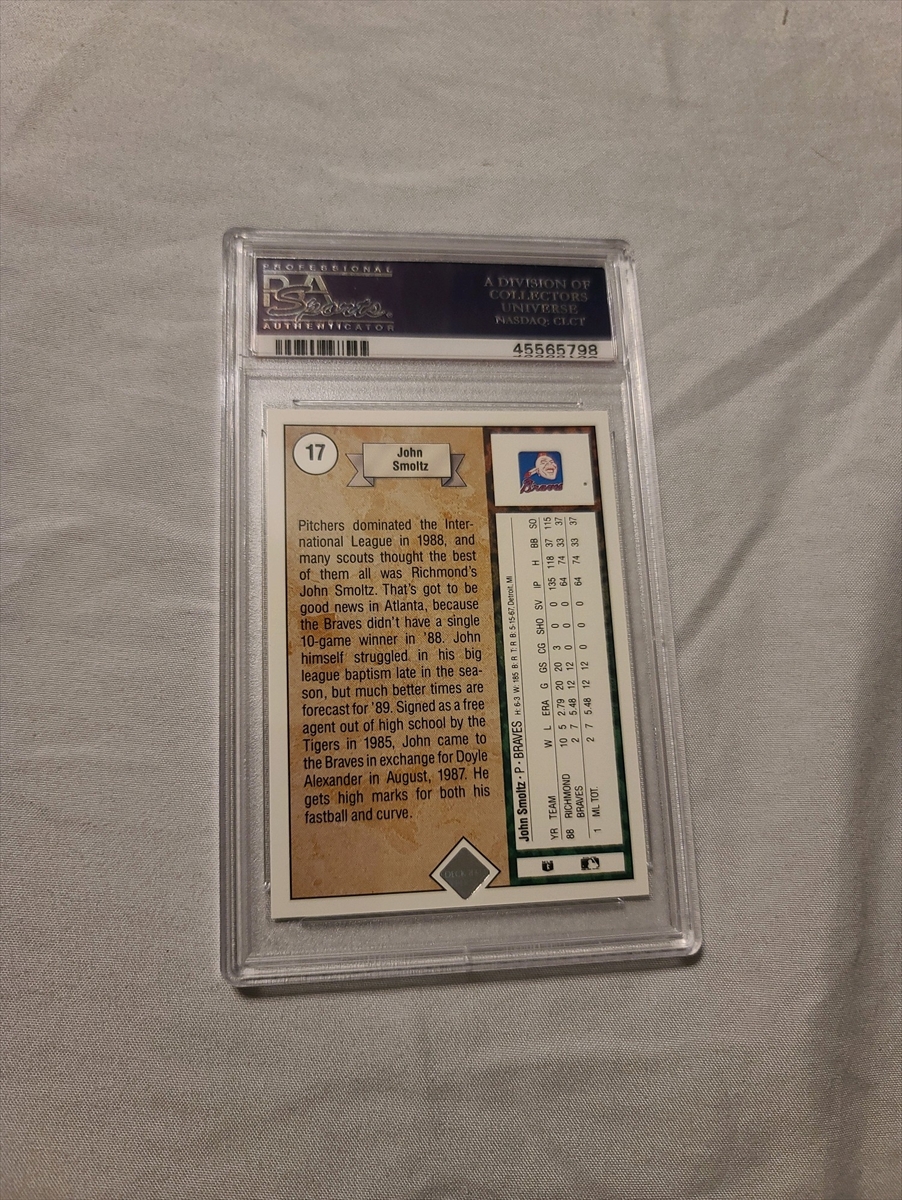 PROFESSIONAL
PSA
Sports.
AUTHENTICATOR
A DIVISION OF
COLLECTORS
UNIVERSE
NASDAQ: CLCT
45565798
17
John
Smoltz
Braves
Pitchers dominated the Inter-
national League in 1988, and
many scouts thought the best
of them all was Richmond's
John Smoltz. That's got to be
good news in Atlanta, because
the Braves didn't have a single
10-game winner in '88. John
himself struggled in his big
league baptism late in the sea-
son, but much better times are
forecast for '89. Signed as a free
agent out of high school by the
Tigers in 1985, John came to
the Braves in exchange for Doyle
Alexander in August, 1987. He
gets high marks for both his
fastball and curve.
John Smoltz • P • BRAVES H: 6-3 W: 185 B: R T: R B: 5-15-67, Detroit, MI
YR TEAM W L ERA G GS CG SHO SV IP H BB SO
88 RICHMOND 10 5 2.79 20 20 3 0 0 135 118 37 115
BRAVES 2 7 5.48 12 12 0 0 0 64 74 33 37
1 ML TOT. 2 7 5.48 12 12 0 0 0 64 74 33 37